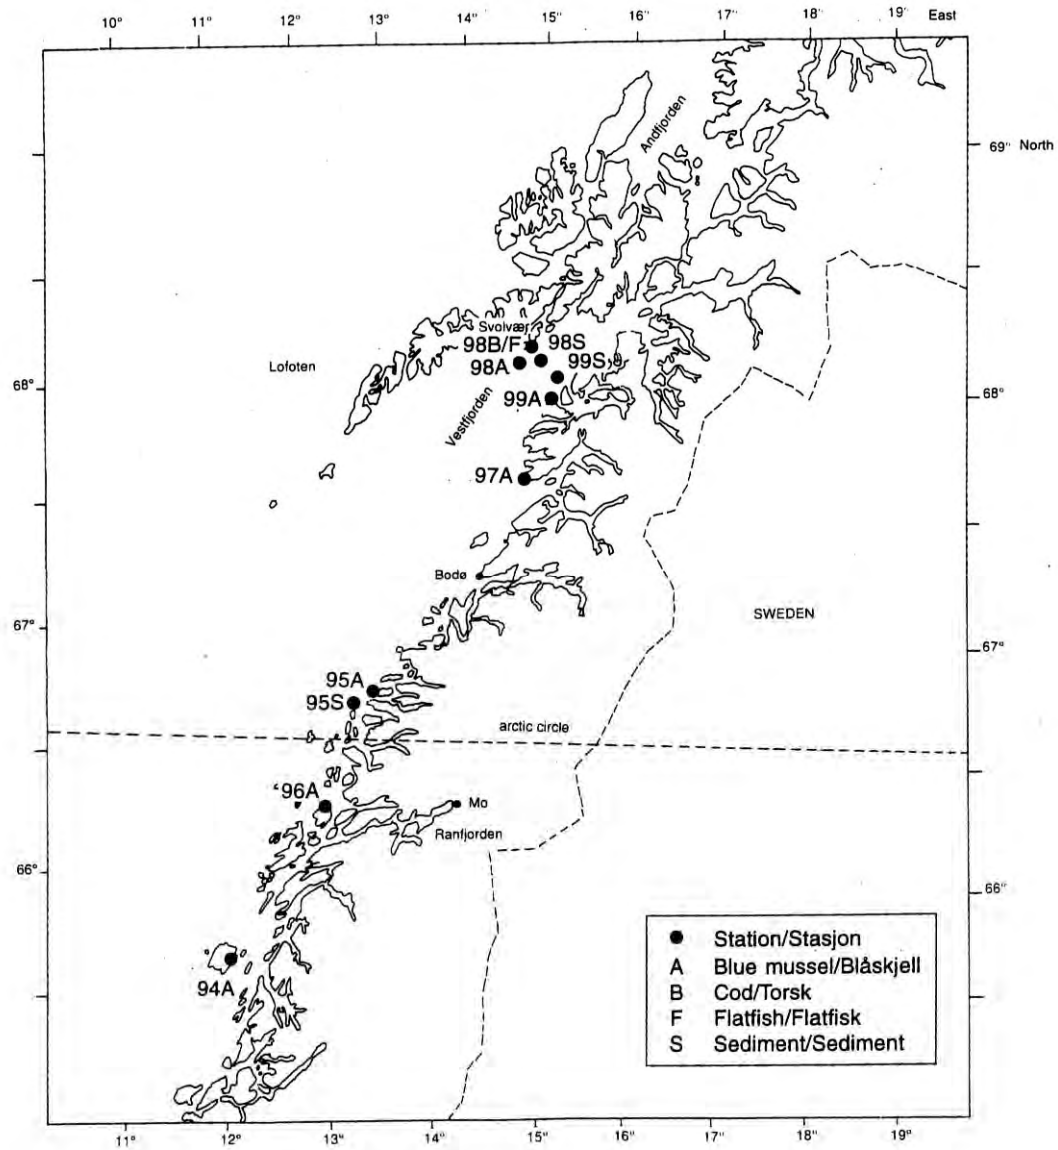 10° 11° 12° 13° 14° 15° 16° 17° 18° 19° East
Andfjorden
69° North
Svolvær
98B/F 98S
98A 99S
Lofoten
68° 68°
99A
Vestfjorden
97A
Bodø
SWEDEN
67° 67°
95A
95S
arctic circle
96A
Mo
Ranfjorden
66° 66°
94A
Station/Stasjon
A Blue mussel/Blåskjell
B Cod/Torsk
F Flatfish/Flatfisk
S Sediment/Sediment
11° 12° 13° 14° 15° 16° 17° 18° 19°